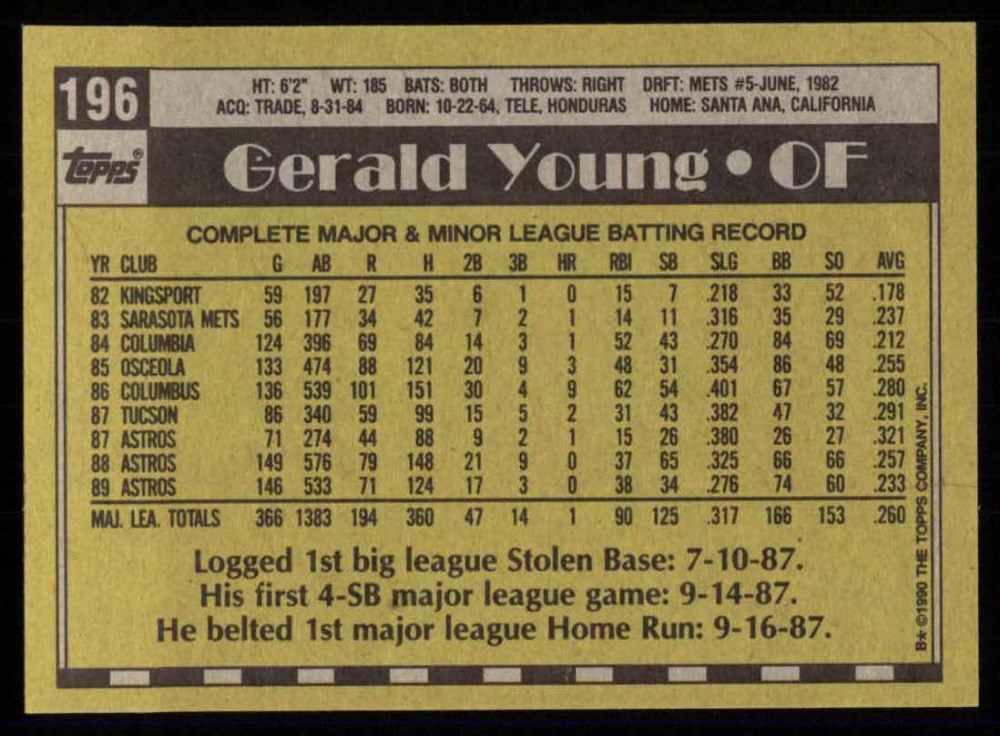 196
HT: 6'2" WT: 185 BATS: BOTH THROWS: RIGHT DRFT: METS #5-JUNE, 1982
ACQ: TRADE, 8-31-84 BORN: 10-22-64, TELE, HONDURAS HOME: SANTA ANA, CALIFORNIA
Topps®
Gerald Young • OF
COMPLETE MAJOR & MINOR LEAGUE BATTING RECORD
YR CLUB G AB R H 2B 3B HR RBI SB SLG BB SO AVG
82 KINGSPORT 59 197 27 35 6 1 0 15 7 .218 33 52 .178
83 SARASOTA METS 56 177 34 42 7 2 1 14 11 .316 35 29 .237
84 COLUMBIA 124 396 69 84 14 3 1 52 43 .270 84 69 .212
85 OSCEOLA 133 474 88 121 20 9 3 48 31 .354 86 48 .255
86 COLUMBUS 136 539 101 151 30 4 9 62 54 .401 67 57 .280
87 TUCSON 86 340 59 99 15 5 2 31 43 .382 47 32 .291
87 ASTROS 71 274 44 88 9 2 1 15 26 .380 26 27 .321
88 ASTROS 149 576 79 148 21 9 0 37 65 .325 66 66 .257
89 ASTROS 146 533 71 124 17 3 0 38 34 .276 74 60 .233
MAJ. LEA. TOTALS 366 1383 194 360 47 14 1 90 125 .317 166 153 .260
Logged 1st big league Stolen Base: 7-10-87.
His first 4-SB major league game: 9-14-87.
He belted 1st major league Home Run: 9-16-87.
B* ©1990 THE TOPPS COMPANY, INC.